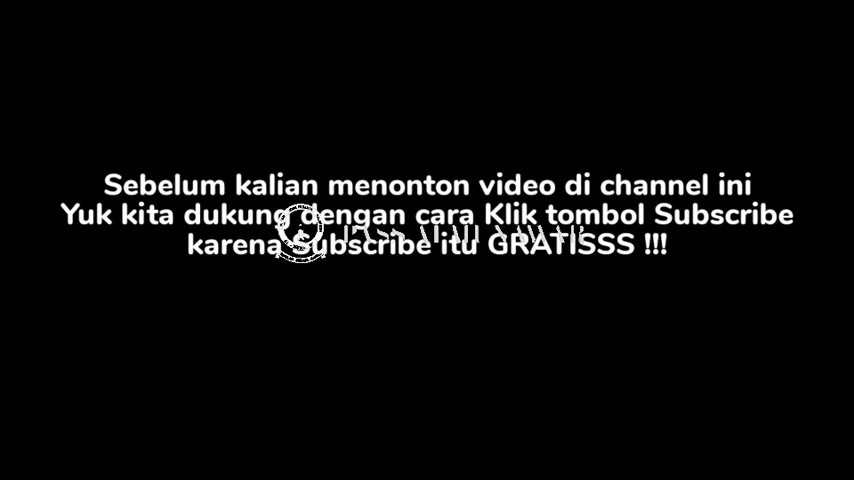 Sebelum kalian menonton video di channel ini
Yuk kita dukung dengan cara Klik tombol Subscribe
karena Subscribe itu GRATISSS !!!